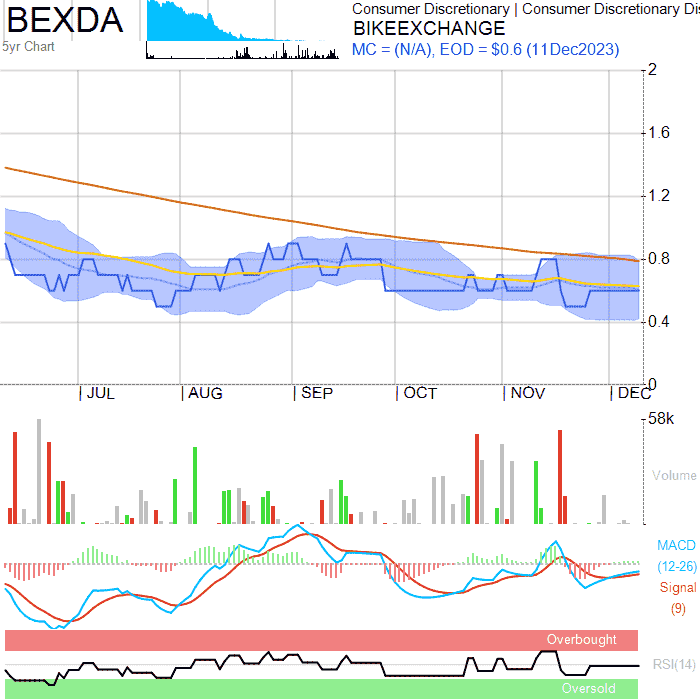 BEXDA
5yr Chart
Consumer Discretionary | Consumer Discretionary Dis
BIKEEXCHANGE
MC = (N/A), EOD = $0.6 (11Dec2023)
2
1.6
1.2
0.8
0.4
0
| JUL | AUG | SEP | OCT | NOV | DEC
58k
Volume
MACD
(12-26)
Signal
(9)
Overbought
RSI(14)
Oversold